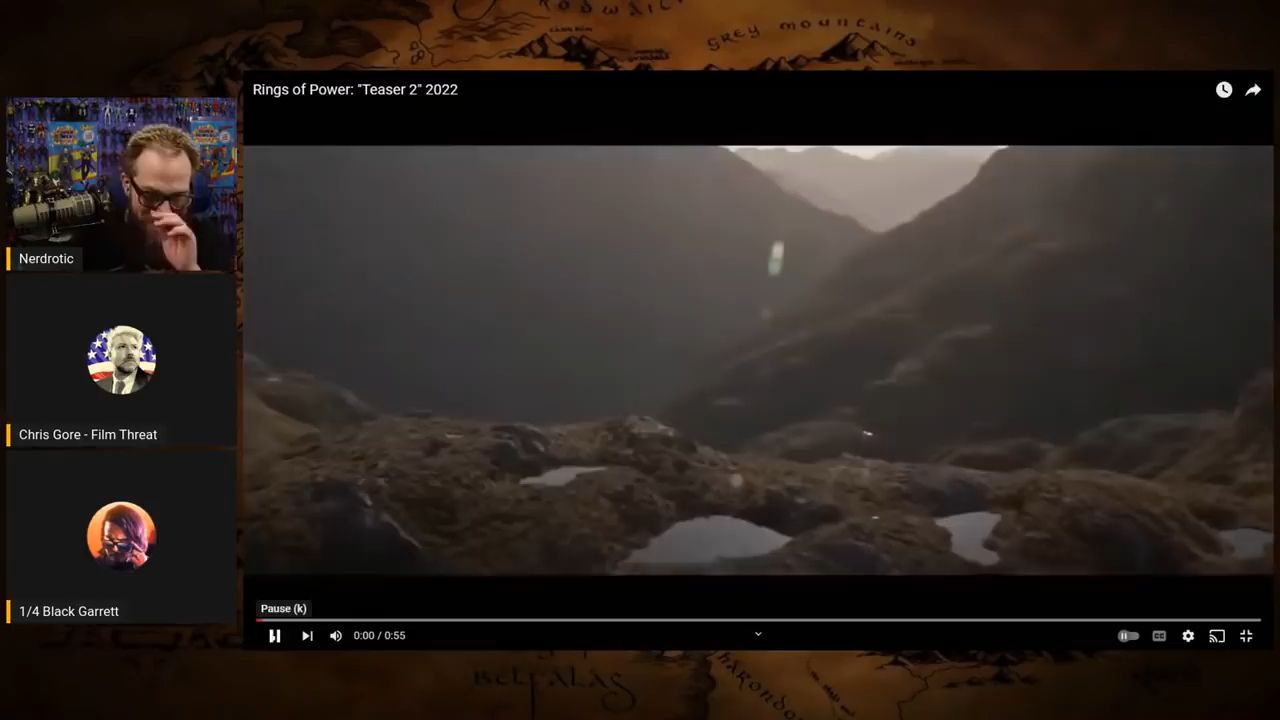 GREY MOUNTAINS
Rings of Power: "Teaser 2" 2022
Nerdrotic
Chris Gore - Film Threat
1/4 Black Garrett
Pause (k)
0:00 / 0:55
CC
BELFALAS